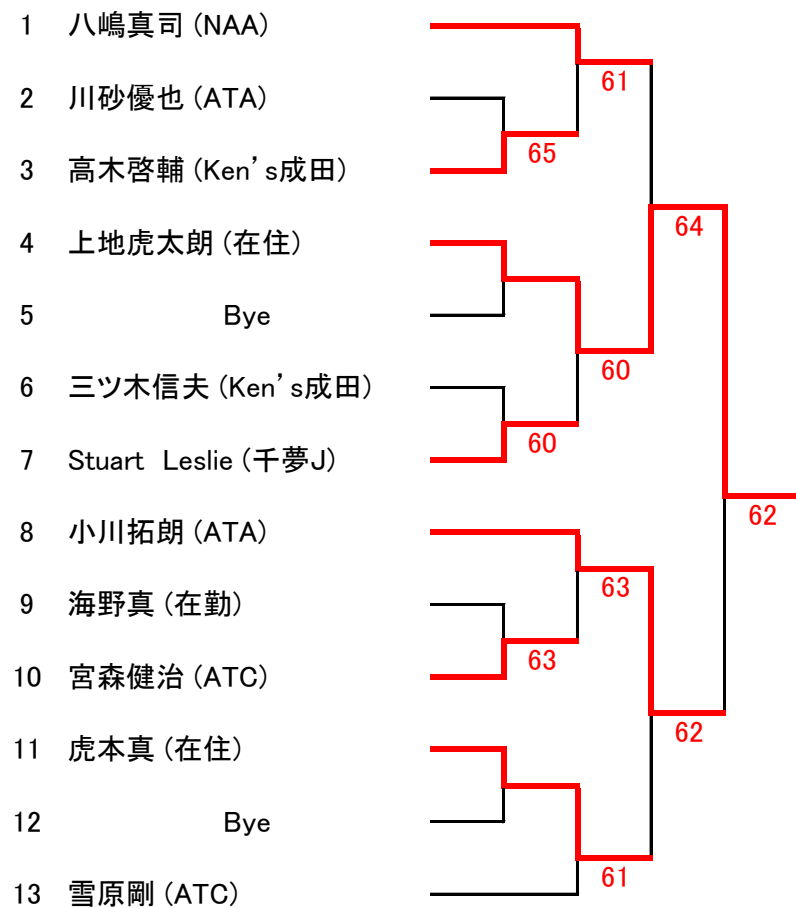 1 八嶋真司 (NAA)
61
2 川砂優也 (ATA)
65
3 高木啓輔 (Ken's成田)
64
4 上地虎太朗 (在住)
5 Bye
60
6 三ツ木信夫 (Ken's成田)
60
7 Stuart Leslie (千夢J)
62
8 小川拓朗 (ATA)
63
9 海野真 (在勤)
63
10 宮森健治 (ATC)
62
11 虎本真 (在住)
12 Bye
61
13 雪原剛 (ATC)